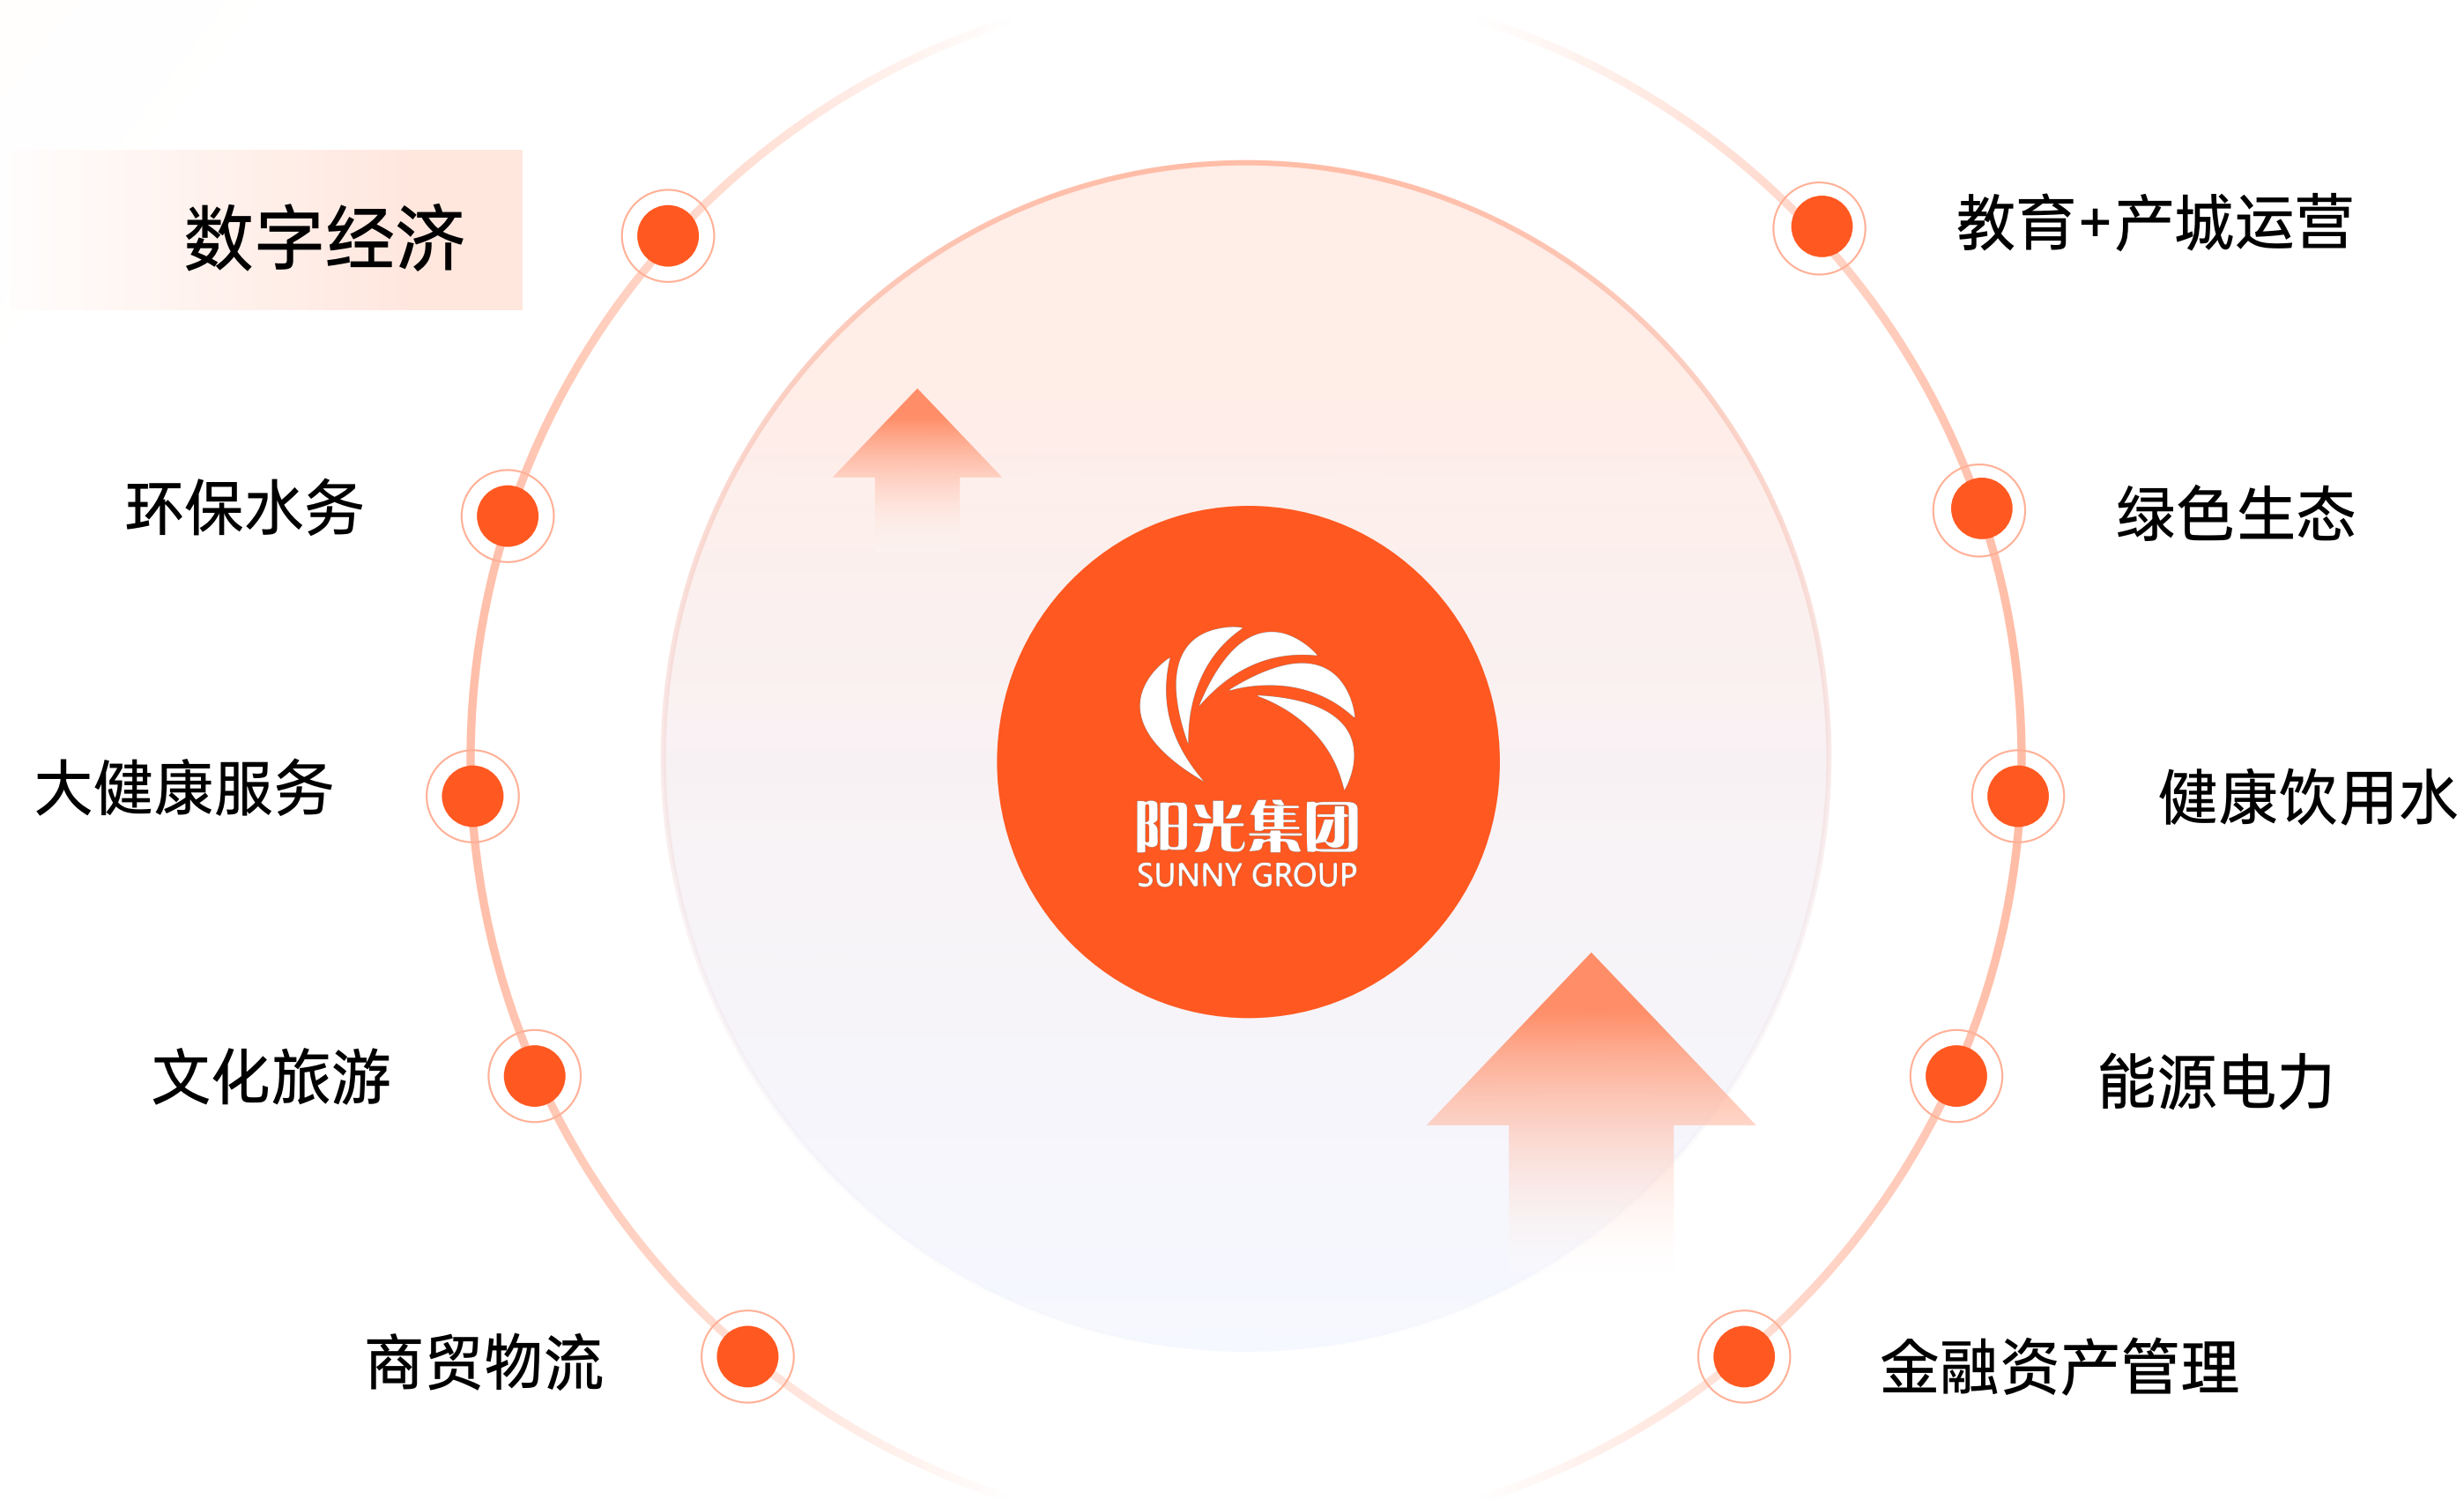 数字经济
环保水务
大健康服务
文化旅游
商贸物流
阳光集团
SUNNY GROUP
教育+产城运营
绿色生态
健康饮用水
能源电力
金融资产管理